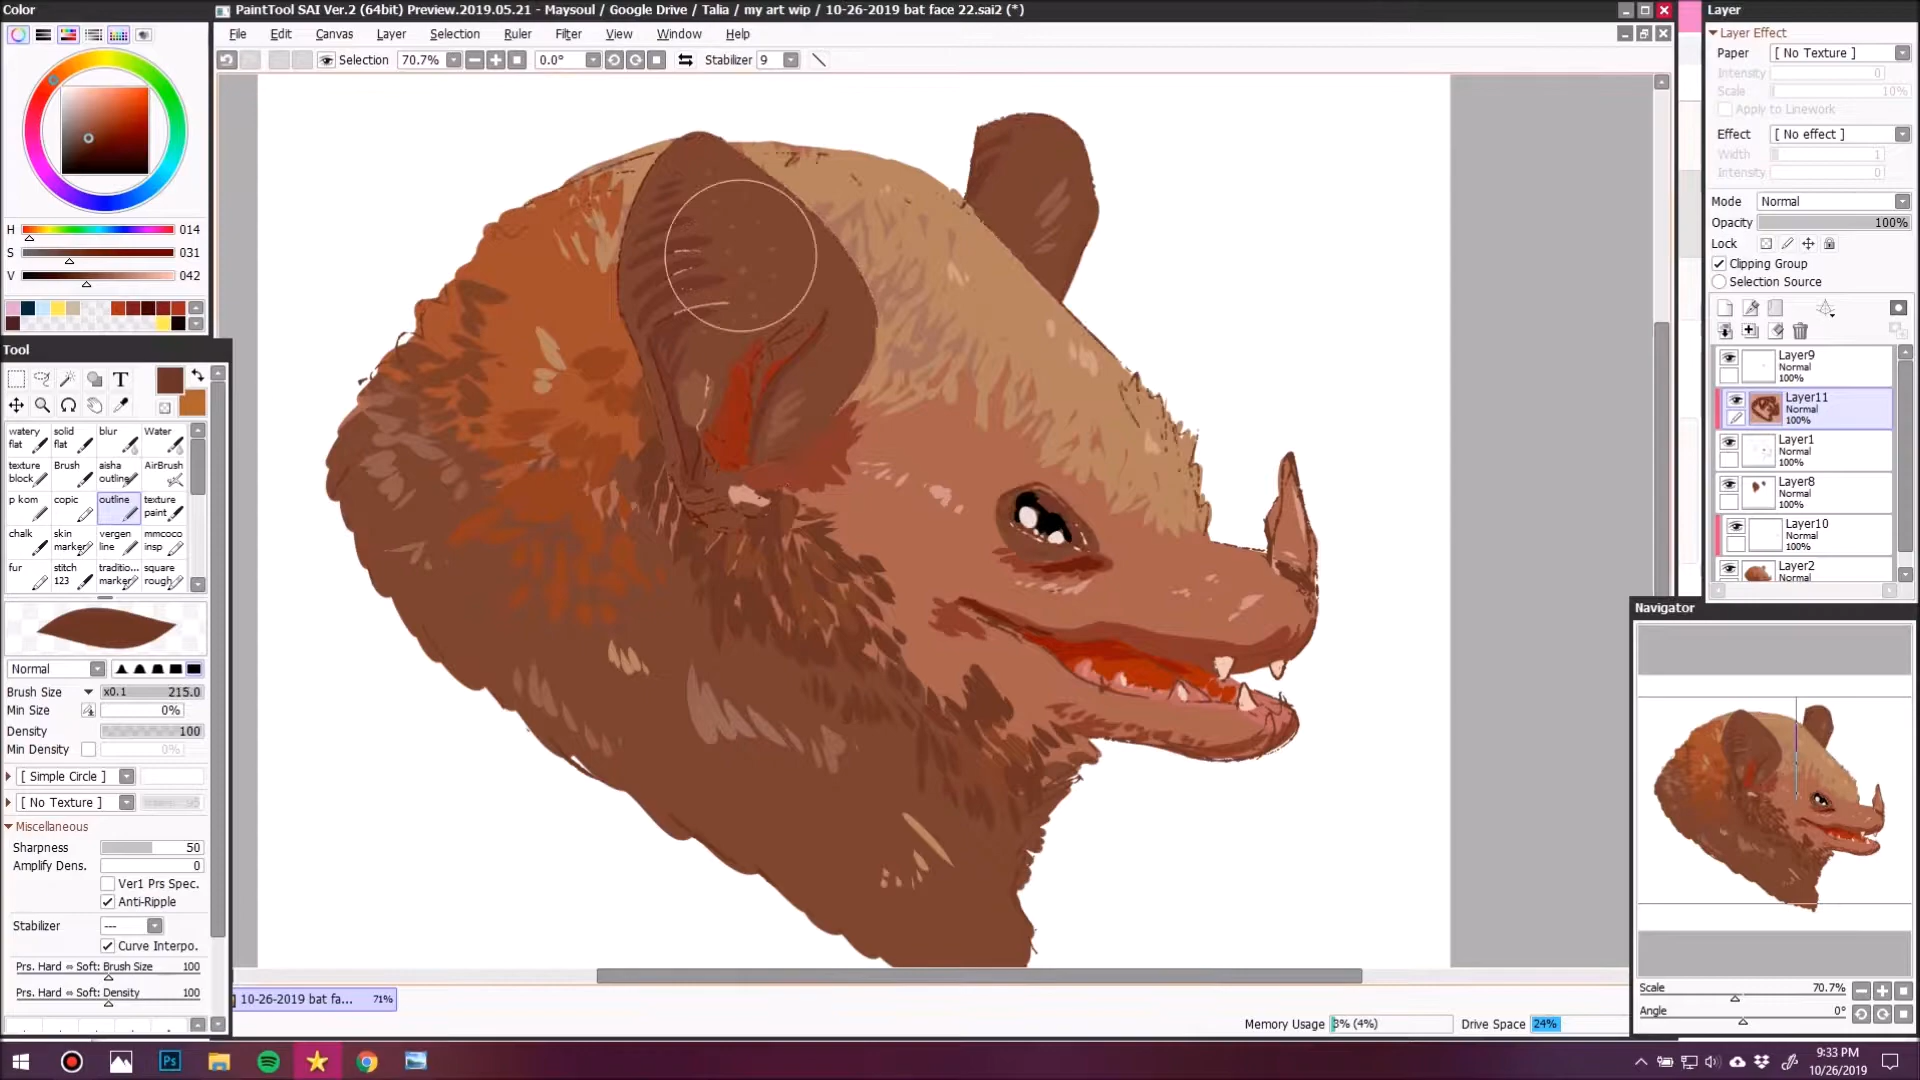 Color
PaintTool SAI Ver.2 (64bit) Preview.2019.05.21 - Maysoul / Google Drive / Talia / my art wip / 10-26-2019 bat face 22.sai2 (*)
File Edit Canvas Layer Selection Ruler Filter View Window Help
Selection 70.7% 0.0° Stabilizer 9
H 014
S 031
V 042
Tool
T
watery flat
solid flat
blur
Water
texture block
Brush
aisha outline
AirBrush
p kom
copic
outline
texture paint
chalk
skin marker
vergen line
mmcoco insp
fur
stitch 123
traditio... marker
square rough
Normal
Brush Size x0.1 215.0
Min Size 0%
Density 100
Min Density 0%
[ Simple Circle ]
[ No Texture ] 95
Miscellaneous
Sharpness 50
Amplify Dens. 0
Ver1 Prs Spec.
Anti-Ripple
Stabilizer ---
Curve Interpo.
Prs. Hard ⇔ Soft: Brush Size 100
Prs. Hard ⇔ Soft: Density 100
10-26-2019 bat fa... 71%
Memory Usage 3% (4%) Drive Space 24%
Layer
Layer Effect
Paper [ No Texture ]
Intensity 0
Scale 10%
Apply to Linework
Effect [ No effect ]
Width 1
Intensity 0
Mode Normal
Opacity 100%
Lock
Clipping Group
Selection Source
Layer9
Normal
100%
Layer11
Normal
100%
Layer1
Normal
100%
Layer8
Normal
100%
Layer10
Normal
100%
Layer2
Normal
Navigator
Scale 70.7%
Angle 0°
Ps
9:33 PM
10/26/2019